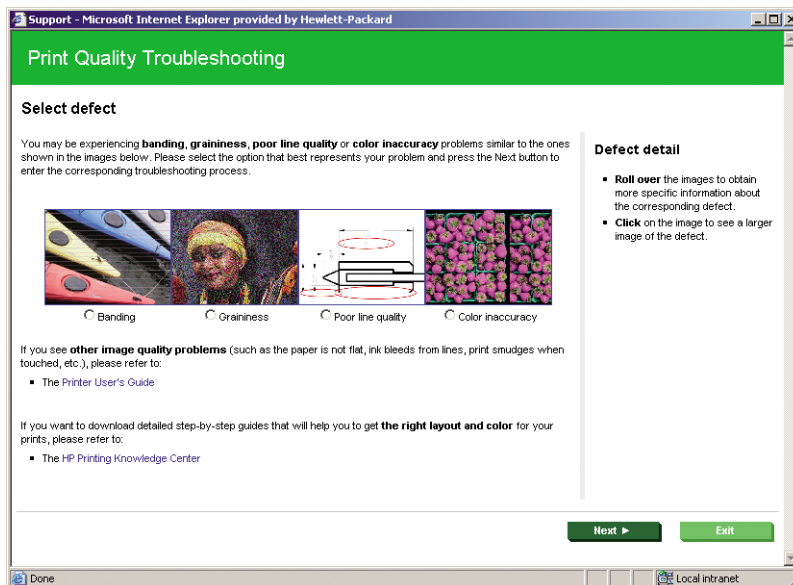 Support - Microsoft Internet Explorer provided by Hewlett-Packard
Print Quality Troubleshooting
Select defect
You may be experiencing banding, graininess, poor line quality or color inaccuracy problems similar to the ones
shown in the images below. Please select the option that best represents your problem and press the Next button to
enter the corresponding troubleshooting process.
Banding
Graininess
Poor line quality
Color inaccuracy
If you see other image quality problems (such as the paper is not flat, ink bleeds from lines, print smudges when
touched, etc.), please refer to:
▪ The Printer User's Guide
If you want to download detailed step-by-step guides that will help you to get the right layout and color for your
prints, please refer to:
▪ The HP Printing Knowledge Center
Defect detail
▪ Roll over the images to obtain
more specific information about
the corresponding defect.
▪ Click on the image to see a larger
image of the defect.
Next ►
Exit
Done
Local intranet